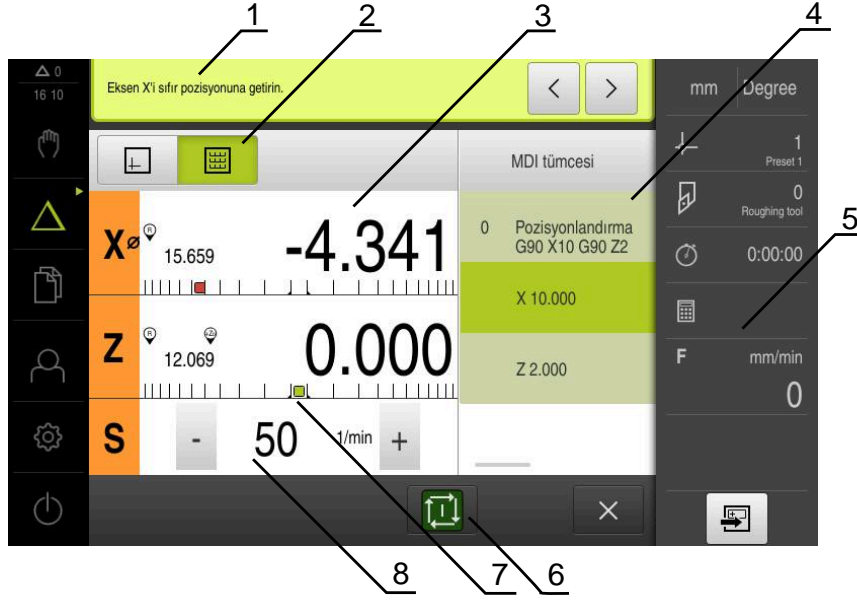 1 2 3 4
Δ 0
16 10
Eksen X'i sıfır pozisyonuna getirin.
< >
mm Degree
MDI tümcesi
1
Preset 1
0
Roughing tool
5
0:00:00
X⌀ R 15.659 -4.341
0 Pozisyonlandırma
G90 X10 G90 Z2
X 10.000
Z R 12.069 0.000
Z 2.000
F mm/min
0
S - 50 1/min +
8 7 6